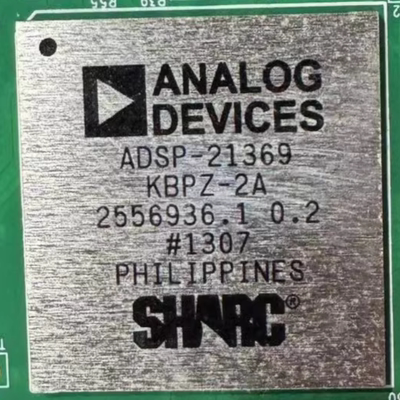 ANALOG
DEVICES
ADSP-21369
KBPZ-2A
2556936.1 0.2
#1307
PHILIPPINES
SHARC®